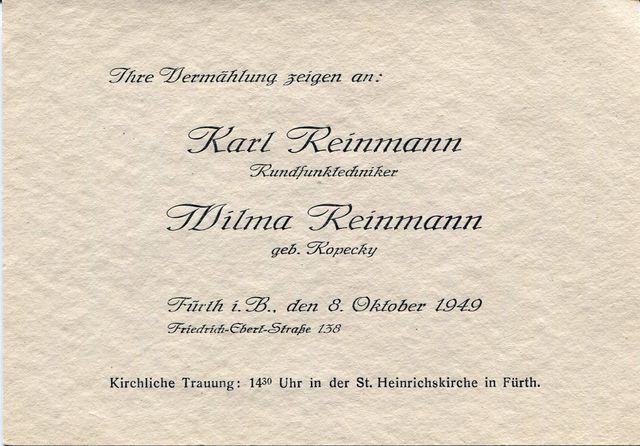 Ihre Vermählung zeigen an:
Karl Reinmann
Rundfunktechniker
Wilma Reinmann
geb. Kopecky
Fürth i. B., den 8. Oktober 1949
Friedrich-Ebert-Straße 138
Kirchliche Trauung: 14³⁰ Uhr in der St. Heinrichskirche in Fürth.